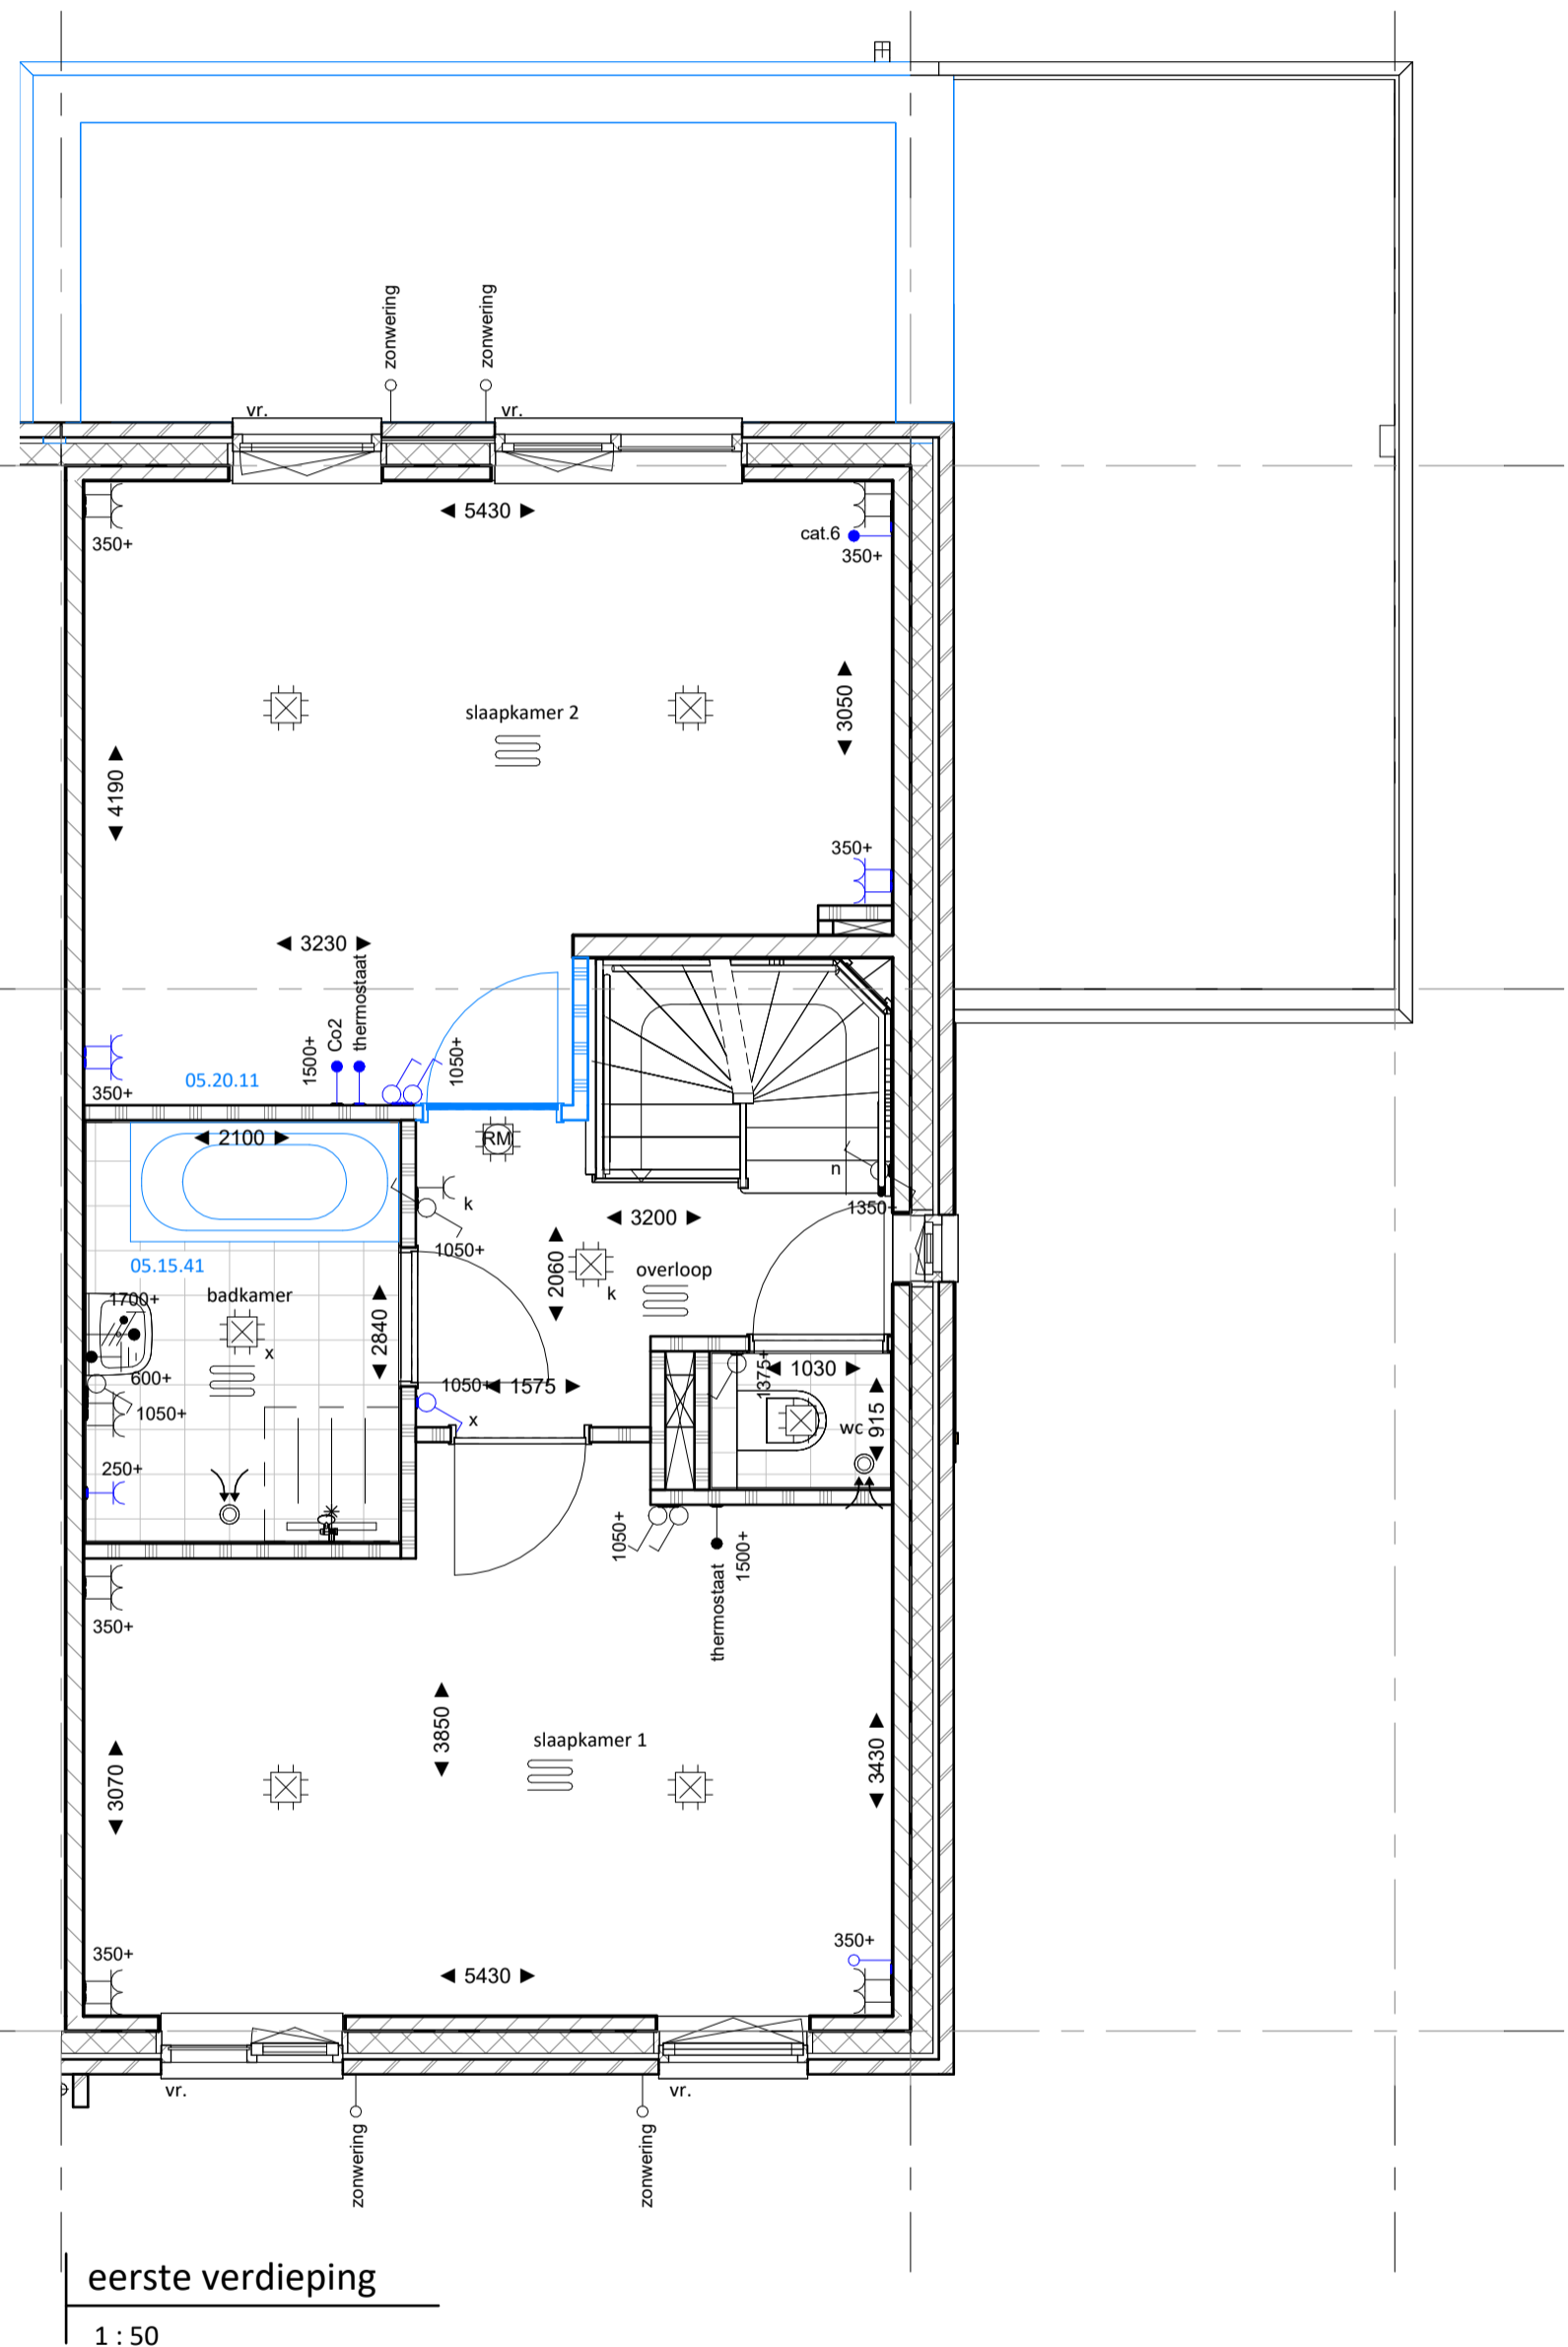 zonwering
zonwering
vr.
vr.
5430
350+
cat.6
350+
slaapkamer 2
3050
4190
350+
3230
thermostaat
Co2
1500+
1050+
350+
05.20.11
2100
RM
k
n
1350+
3200
1050+
2060
05.15.41
overloop
badkamer
k
1700+
2840
x
1375+
1030
600+
1050+
1575
1050+
x
wc
915
250+
1050+
1500+
thermostaat
350+
3850
slaapkamer 1
3430
3070
350+
350+
5430
vr.
vr.
zonwering
zonwering
eerste verdieping
1 : 50